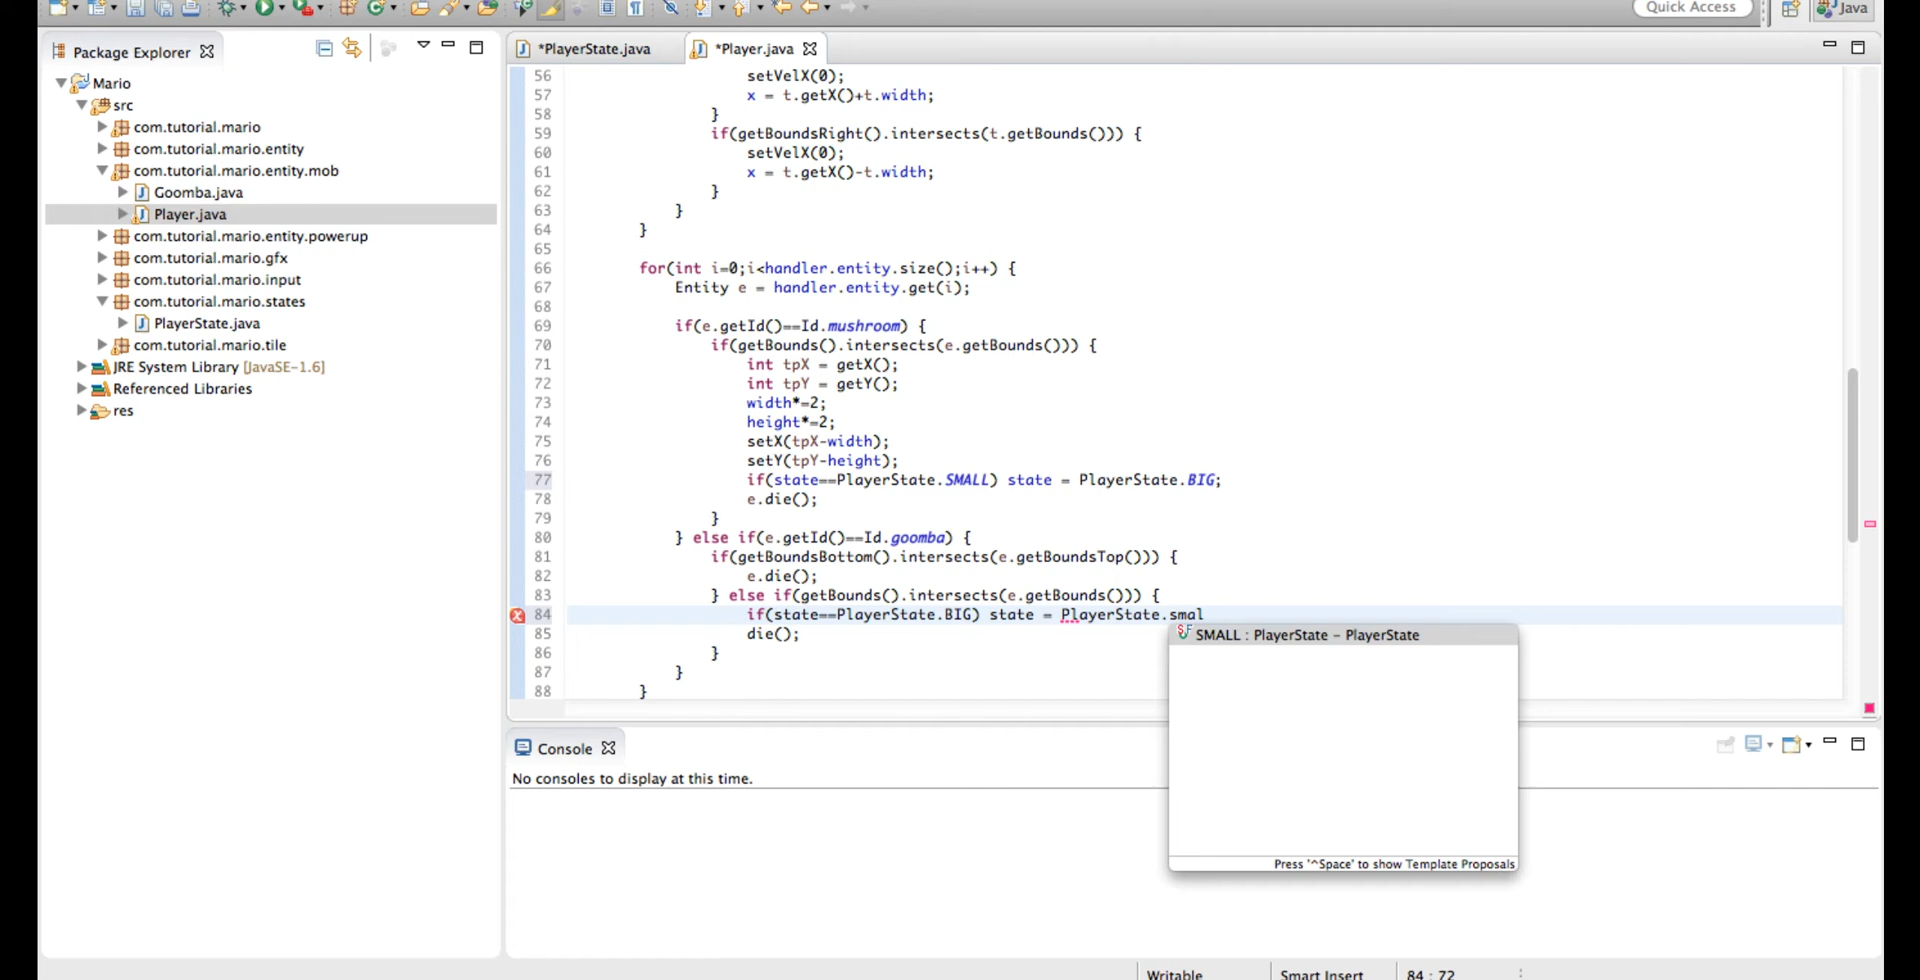 Quick Access
Java
Package Explorer
*PlayerState.java
*Player.java
Mario
src
com.tutorial.mario
com.tutorial.mario.entity
com.tutorial.mario.entity.mob
Goomba.java
Player.java
com.tutorial.mario.entity.powerup
com.tutorial.mario.gfx
com.tutorial.mario.input
com.tutorial.mario.states
PlayerState.java
com.tutorial.mario.tile
JRE System Library [JavaSE-1.6]
Referenced Libraries
res
56 setVelX(0);
57 x = t.getX()+t.width;
58 }
59 if(getBoundsRight().intersects(t.getBounds())) {
60 setVelX(0);
61 x = t.getX()-t.width;
62 }
63 }
64 }
65
66 for(int i=0;i<handler.entity.size();i++) {
67 Entity e = handler.entity.get(i);
68
69 if(e.getId()==Id.mushroom) {
70 if(getBounds().intersects(e.getBounds())) {
71 int tpX = getX();
72 int tpY = getY();
73 width*=2;
74 height*=2;
75 setX(tpX-width);
76 setY(tpY-height);
77 if(state==PlayerState.SMALL) state = PlayerState.BIG;
78 e.die();
79 }
80 } else if(e.getId()==Id.goomba) {
81 if(getBoundsBottom().intersects(e.getBoundsTop())) {
82 e.die();
83 } else if(getBounds().intersects(e.getBounds())) {
84 if(state==PlayerState.BIG) state = PlayerState.smal
85 die();
86 }
87 }
88 }
SMALL : PlayerState - PlayerState
Press '^Space' to show Template Proposals
Console
No consoles to display at this time.
Writable
Smart Insert
84 : 72